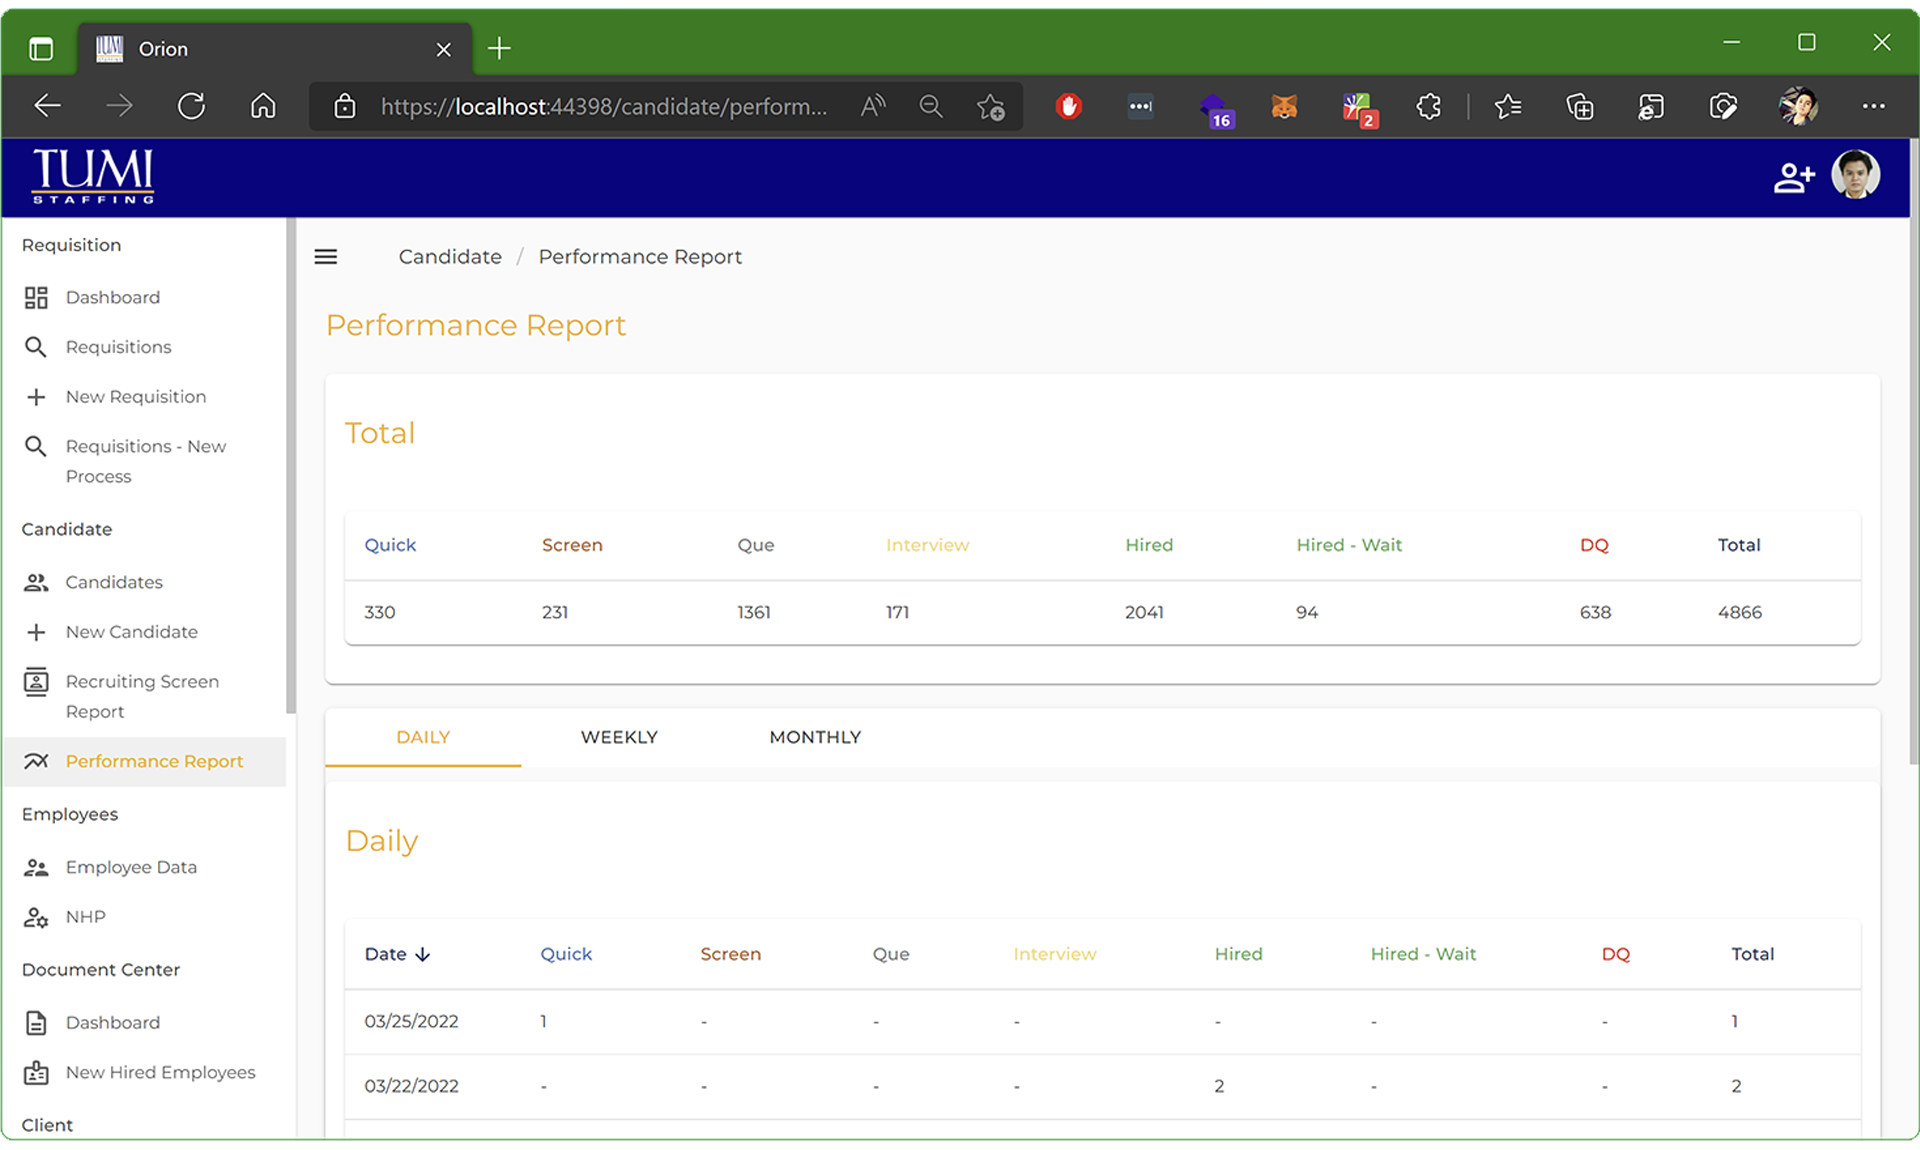 Orion
https://localhost:44398/candidate/perform...
16
2
TUMI
STAFFING
Requisition
Dashboard
Requisitions
New Requisition
Requisitions - New
Process
Candidate
Candidates
New Candidate
Recruiting Screen
Report
Performance Report
Employees
Employee Data
NHP
Document Center
Dashboard
New Hired Employees
Client
Candidate / Performance Report
Performance Report
Total
Quick Screen Que Interview Hired Hired - Wait DQ Total
330 231 1361 171 2041 94 638 4866
DAILY WEEKLY MONTHLY
Daily
Date Quick Screen Que Interview Hired Hired - Wait DQ Total
03/25/2022 1 - - - - - - 1
03/22/2022 - - - - 2 - - 2